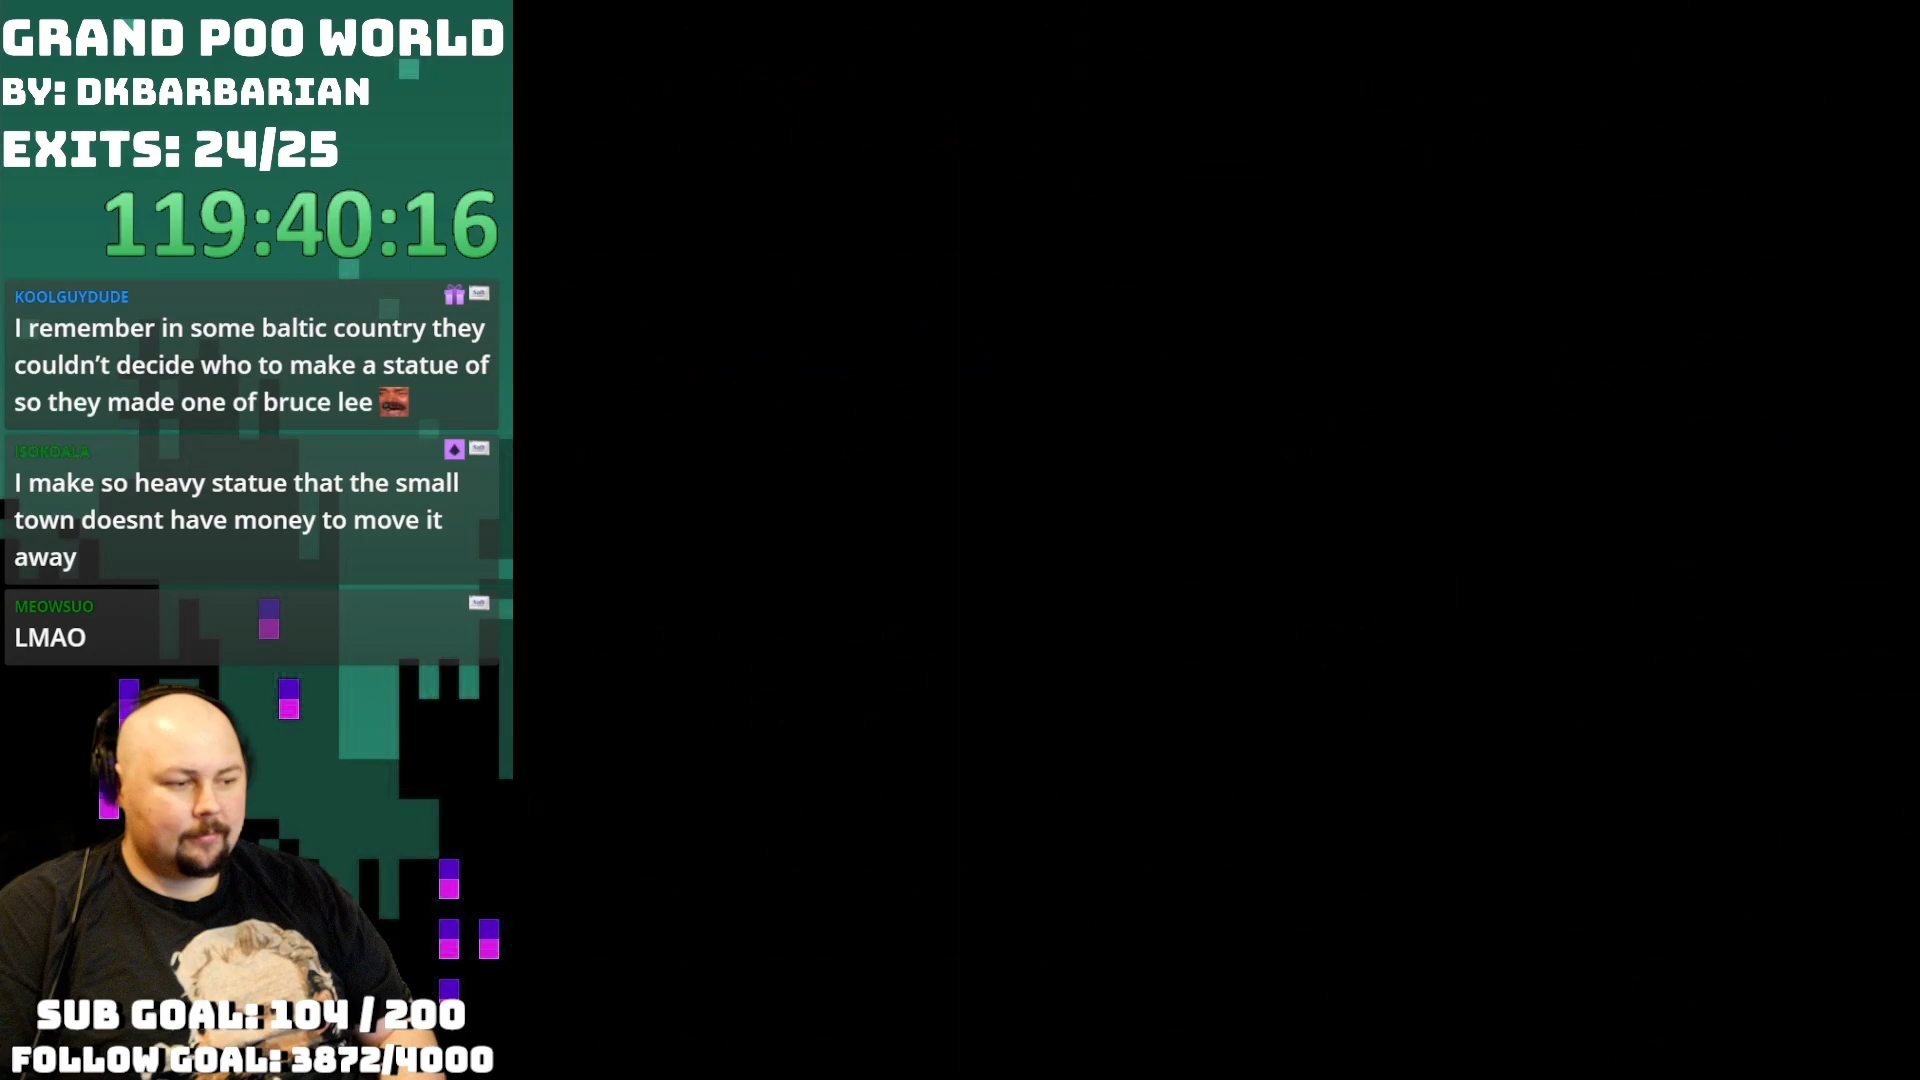 GRAND POO WORLD
BY: DKBARBARIAN
EXITS: 24/25
119:40:16
KOOLGUYDUDE
I remember in some baltic country they
couldn't decide who to make a statue of
so they made one of bruce lee
ISOKOALA
I make so heavy statue that the small
town doesnt have money to move it
away
MEOWSUO
LMAO
SUB GOAL: 104 / 200
FOLLOW GOAL: 3872/4000